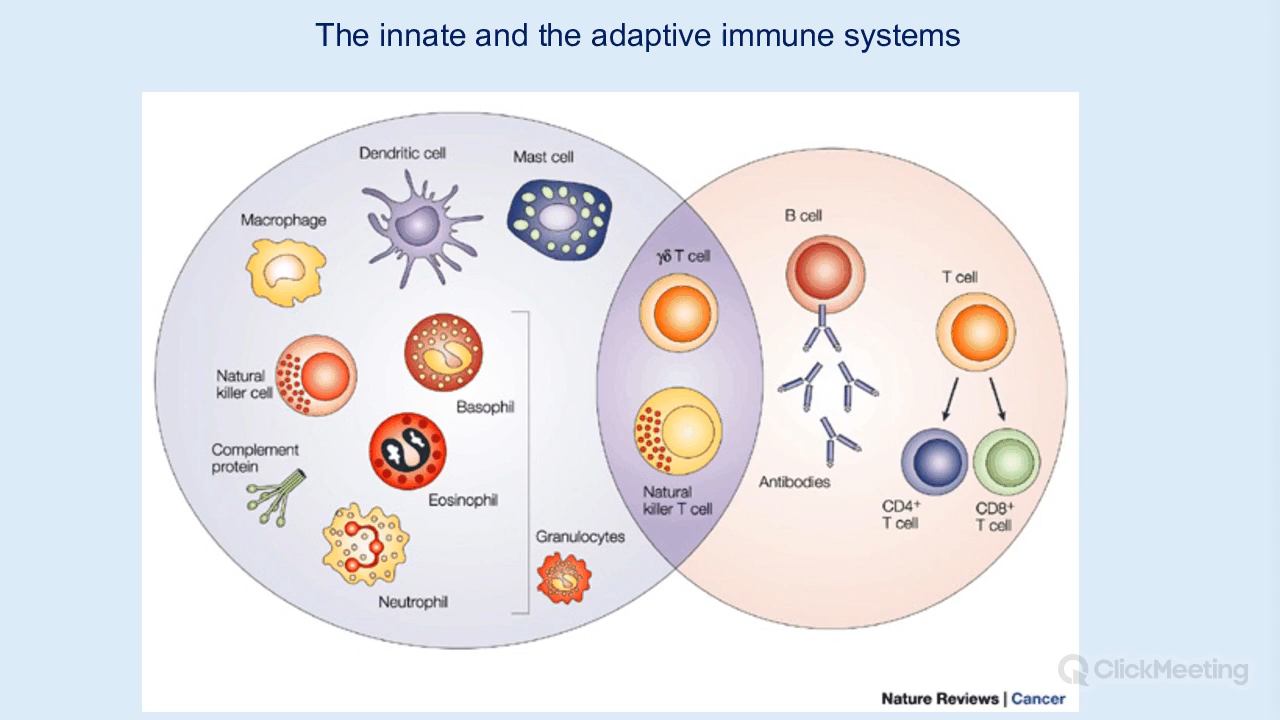 The innate and the adaptive immune systems
Dendritic cell
Mast cell
Macrophage
B cell
γδ T cell
T cell
Natural
killer cell
Basophil
Complement
protein
Eosinophil
Antibodies
Natural
killer T cell
CD4+
T cell
CD8+
T cell
Granulocytes
Neutrophil
ClickMeeting
Nature Reviews | Cancer